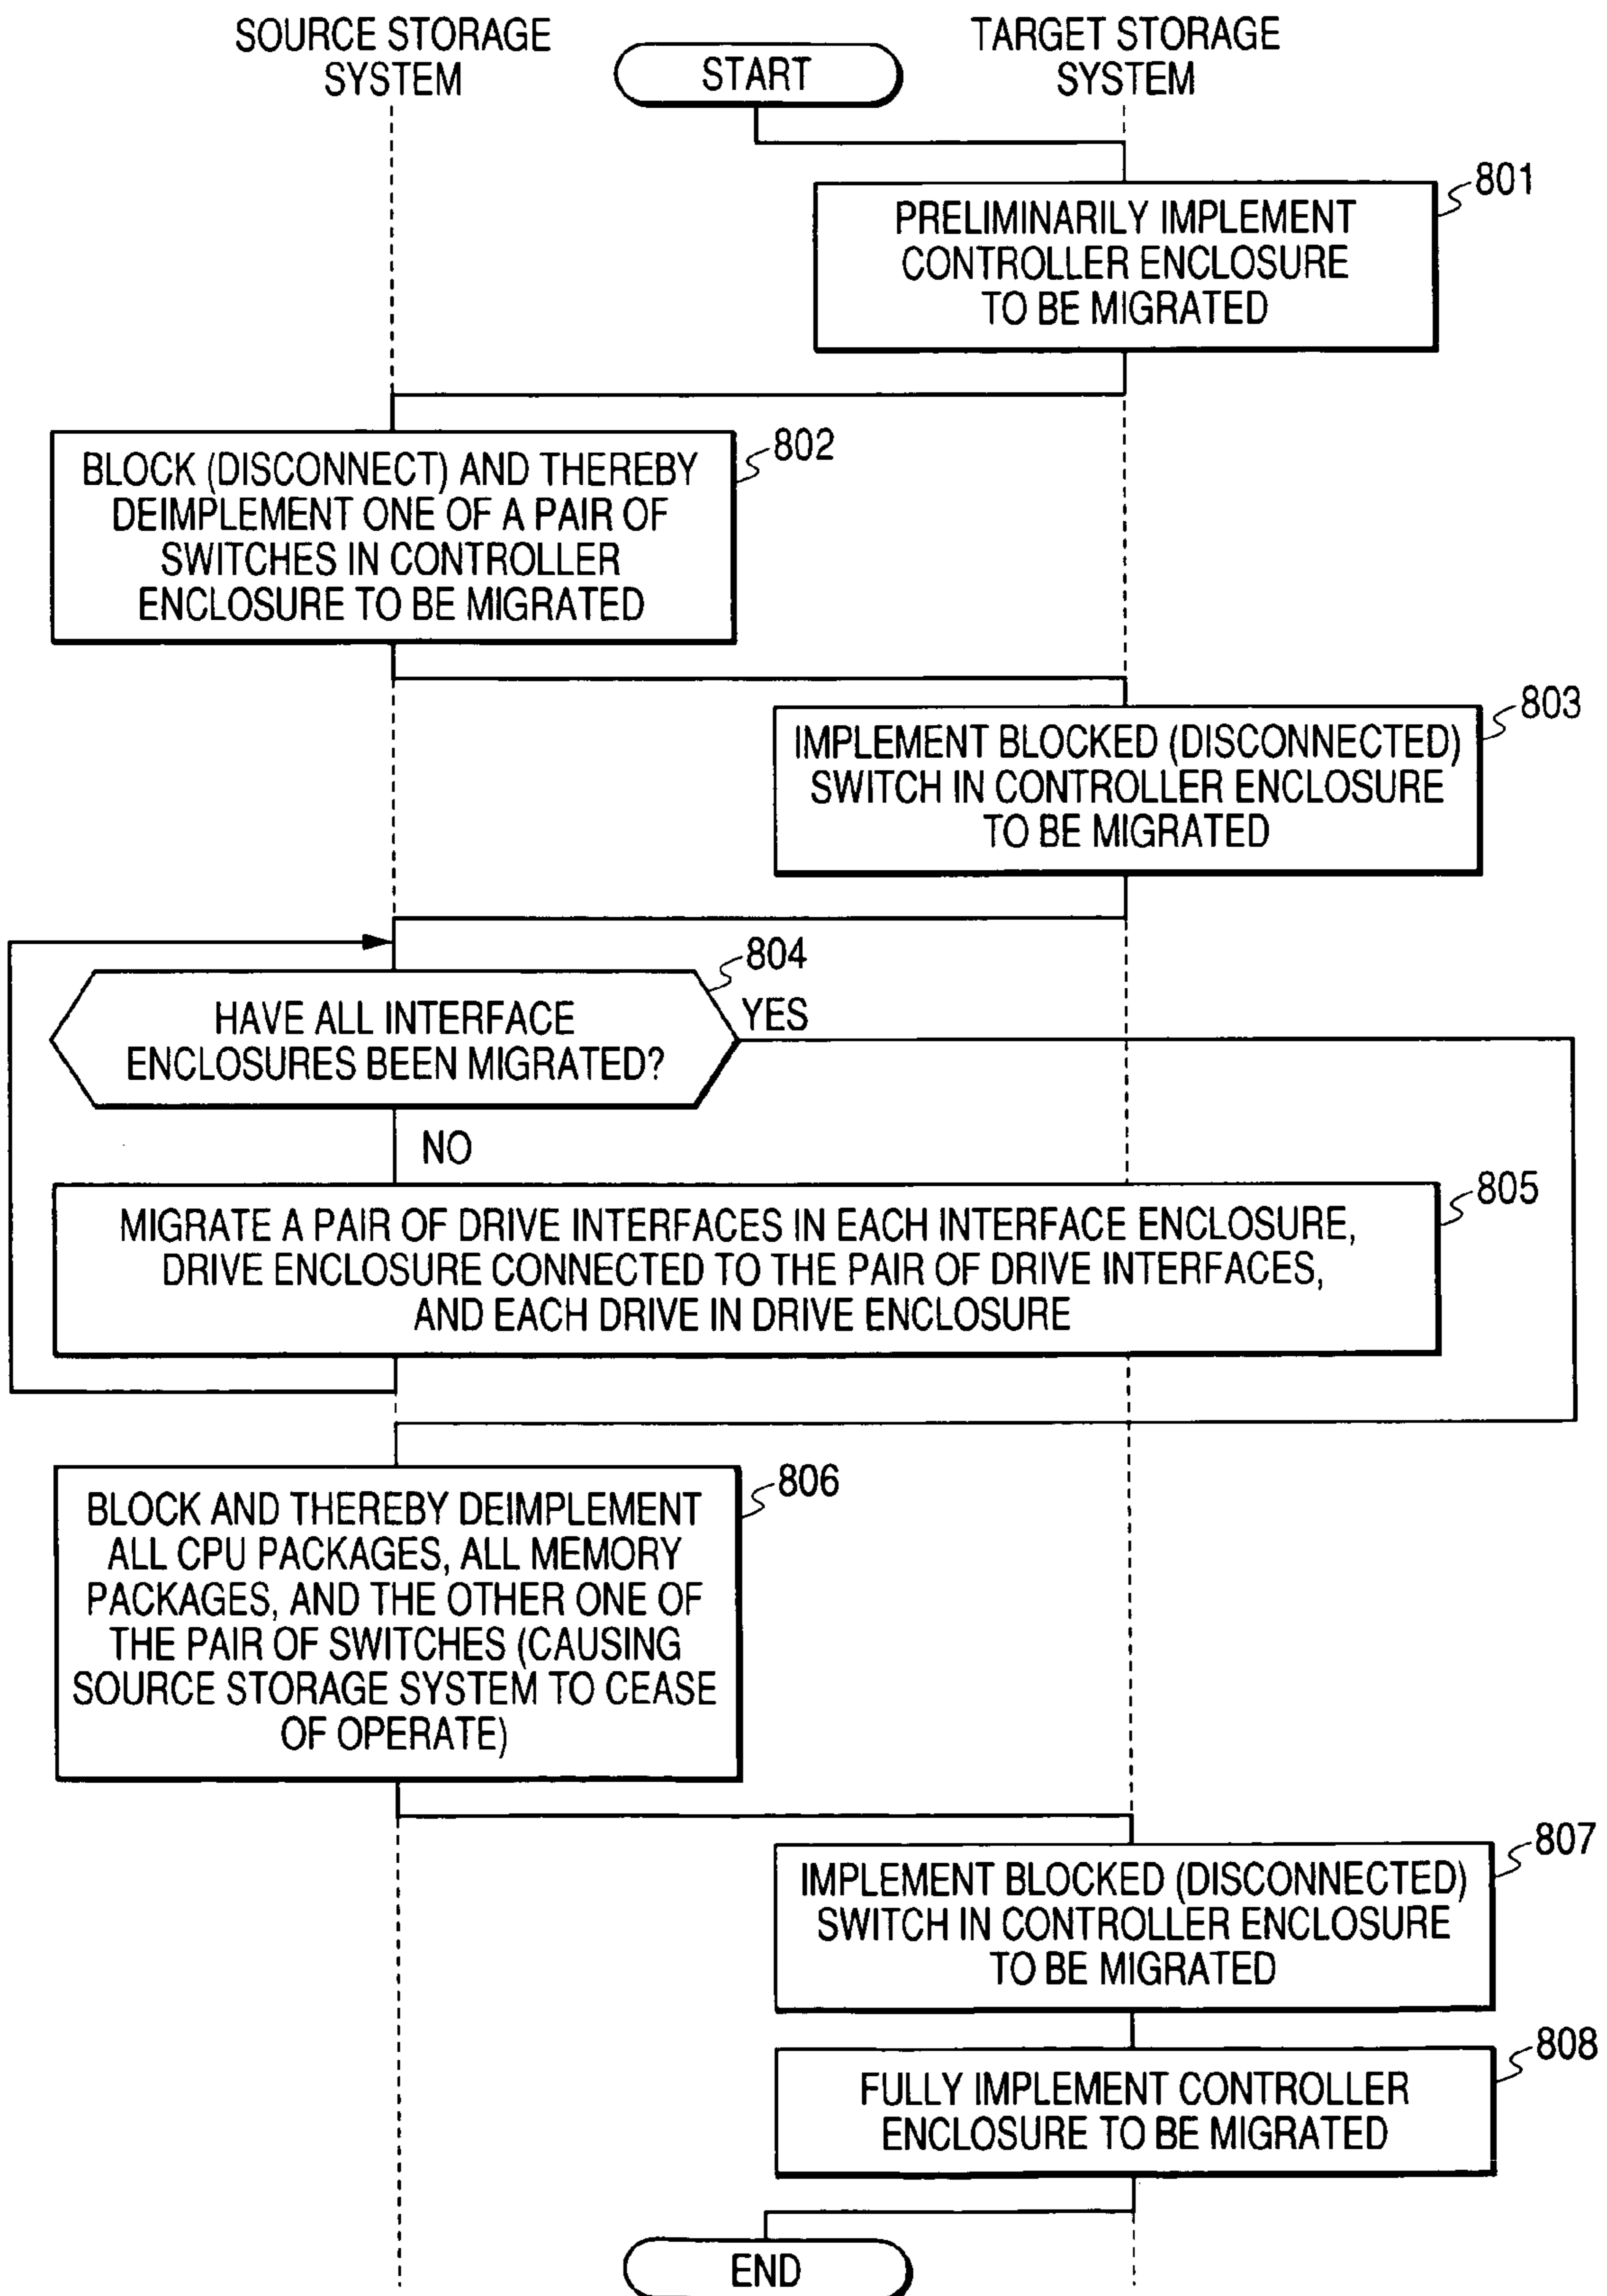 SOURCE STORAGE
SYSTEM
START
TARGET STORAGE
SYSTEM
801
PRELIMINARILY IMPLEMENT
CONTROLLER ENCLOSURE
TO BE MIGRATED
802
BLOCK (DISCONNECT) AND THEREBY
DEIMPLEMENT ONE OF A PAIR OF
SWITCHES IN CONTROLLER
ENCLOSURE TO BE MIGRATED
803
IMPLEMENT BLOCKED (DISCONNECTED)
SWITCH IN CONTROLLER ENCLOSURE
TO BE MIGRATED
804
HAVE ALL INTERFACE
ENCLOSURES BEEN MIGRATED?
YES
NO
805
MIGRATE A PAIR OF DRIVE INTERFACES IN EACH INTERFACE ENCLOSURE,
DRIVE ENCLOSURE CONNECTED TO THE PAIR OF DRIVE INTERFACES,
AND EACH DRIVE IN DRIVE ENCLOSURE
806
BLOCK AND THEREBY DEIMPLEMENT
ALL CPU PACKAGES, ALL MEMORY
PACKAGES, AND THE OTHER ONE OF
THE PAIR OF SWITCHES (CAUSING
SOURCE STORAGE SYSTEM TO CEASE
OF OPERATE)
807
IMPLEMENT BLOCKED (DISCONNECTED)
SWITCH IN CONTROLLER ENCLOSURE
TO BE MIGRATED
808
FULLY IMPLEMENT CONTROLLER
ENCLOSURE TO BE MIGRATED
END